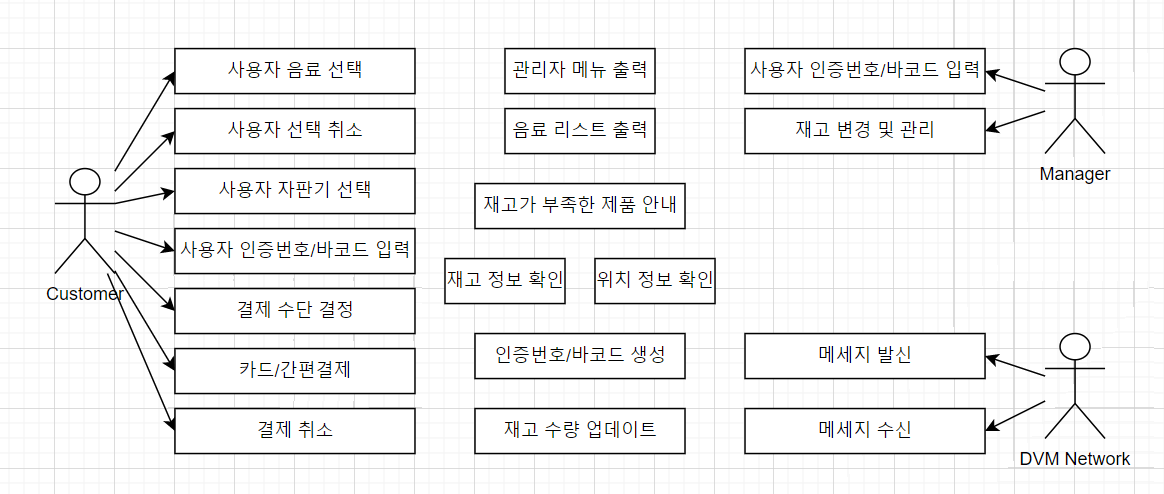 사용자 음료 선택
관리자 메뉴 출력
사용자 인증번호/바코드 입력
사용자 선택 취소
음료 리스트 출력
재고 변경 및 관리
Manager
사용자 자판기 선택
재고가 부족한 제품 안내
사용자 인증번호/바코드 입력
재고 정보 확인
위치 정보 확인
Customer
결제 수단 결정
인증번호/바코드 생성
메세지 발신
카드/간편결제
결제 취소
재고 수량 업데이트
메세지 수신
DVM Network